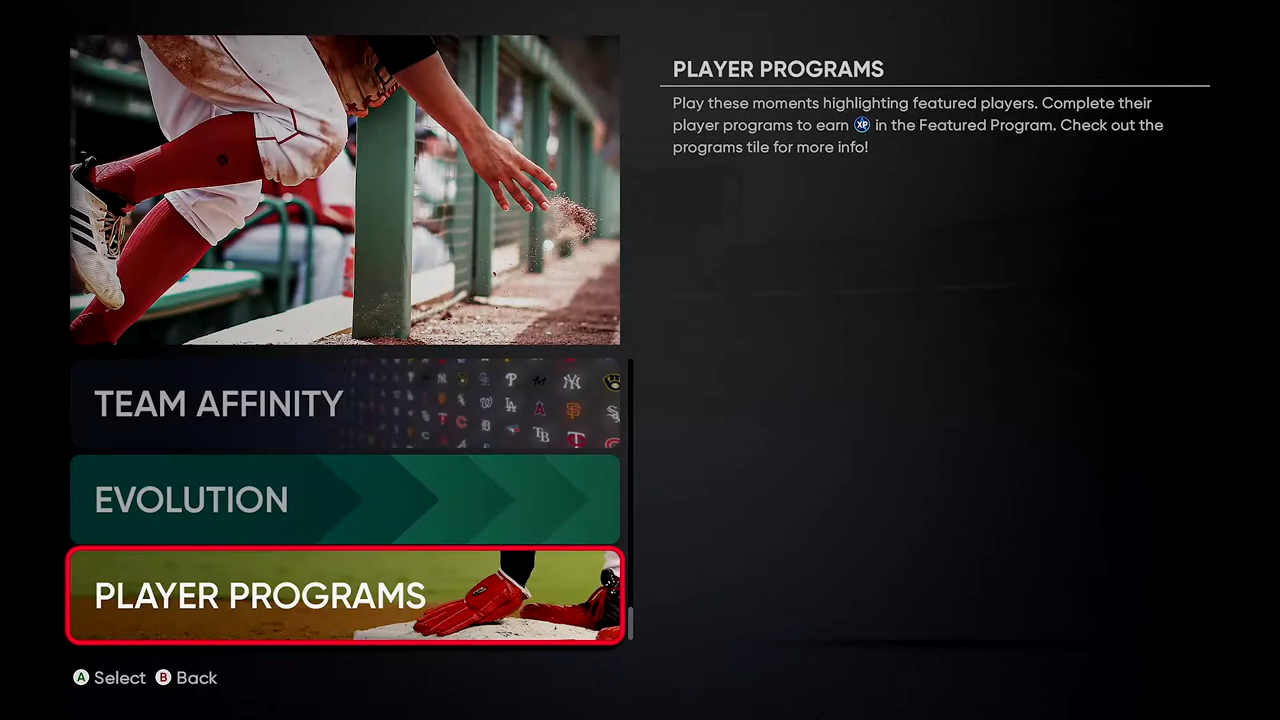 PLAYER PROGRAMS
Play these moments highlighting featured players. Complete their
player programs to earn XP in the Featured Program. Check out the
programs tile for more info!
TEAM AFFINITY
EVOLUTION
PLAYER PROGRAMS
A Select B Back